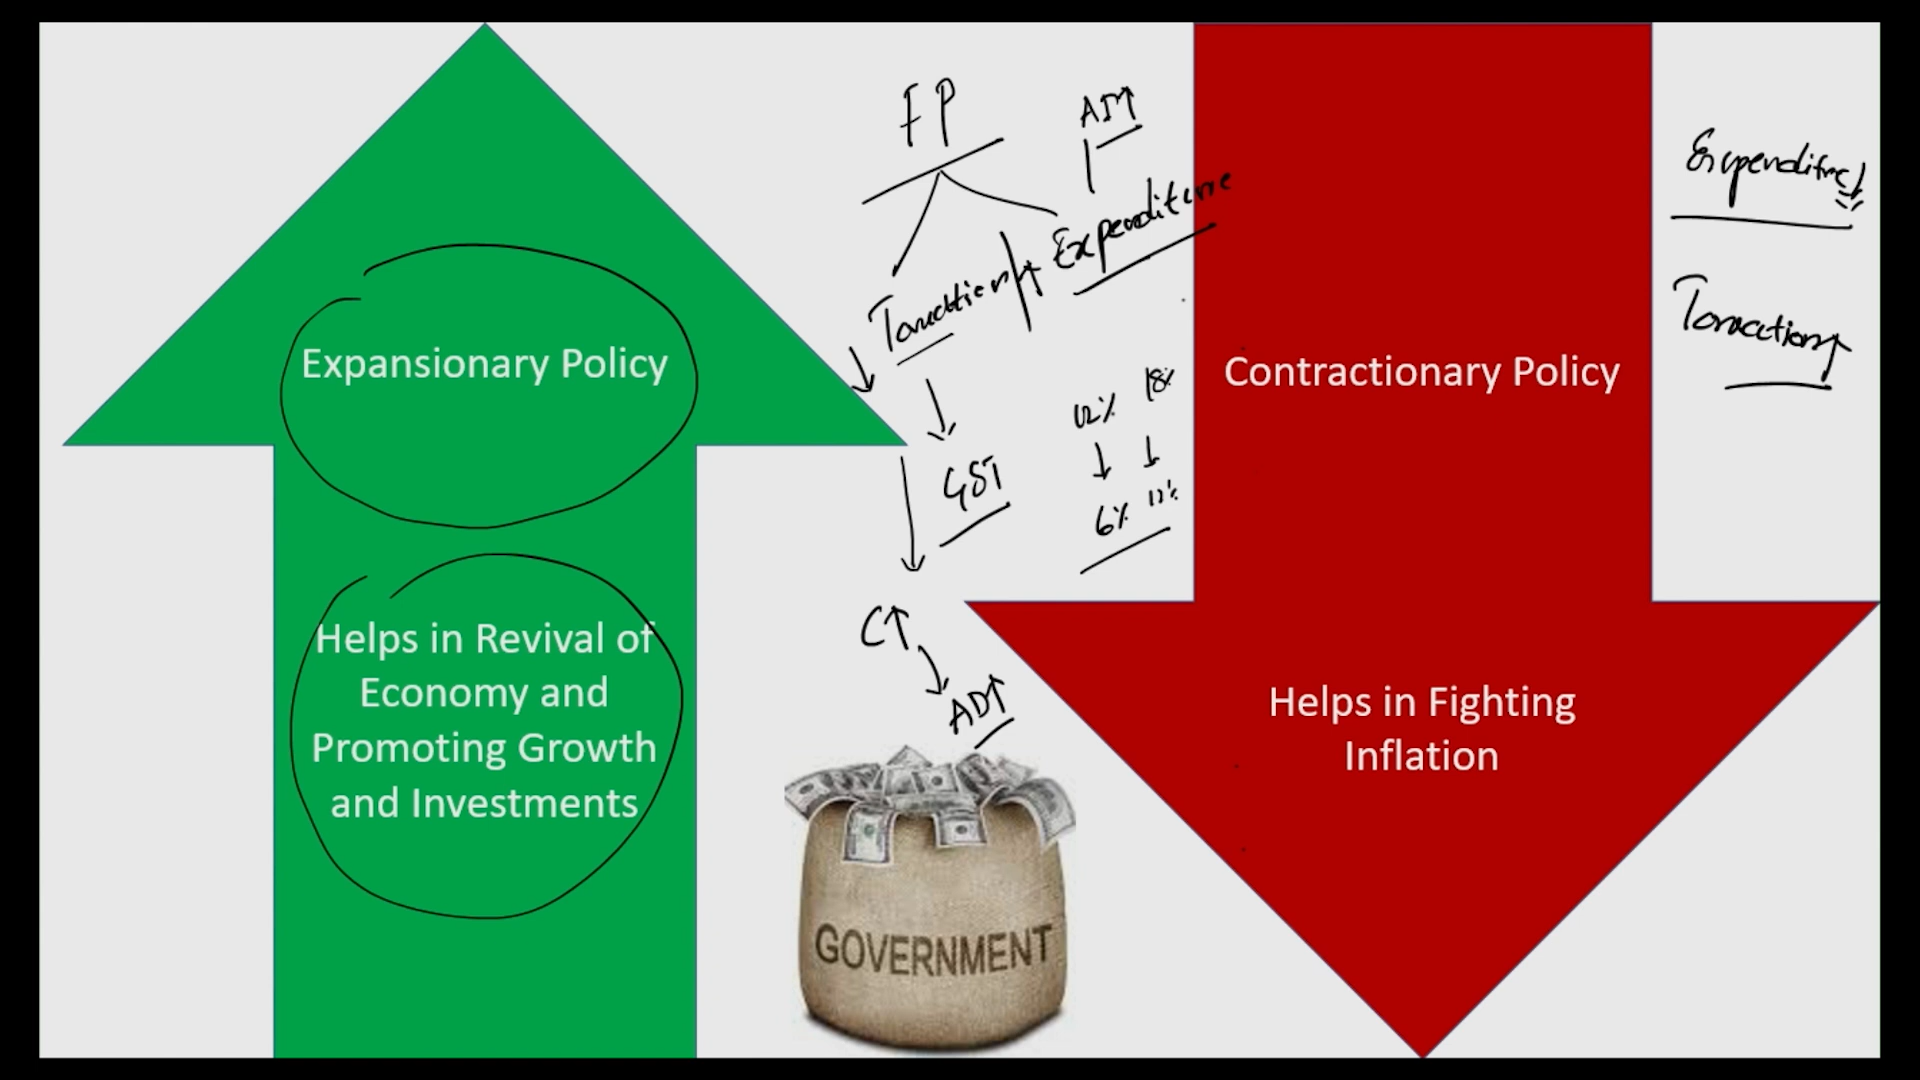 Expansionary Policy
Helps in Revival of
Economy and
Promoting Growth
and Investments
FP
AD↑
Taxation
Expenditure
↓
GST
12% 18%
↓ ↓
6% 12%
C↑
AD↑
GOVERNMENT
Contractionary Policy
Helps in Fighting
Inflation
Expenditure↓
Taxation↑